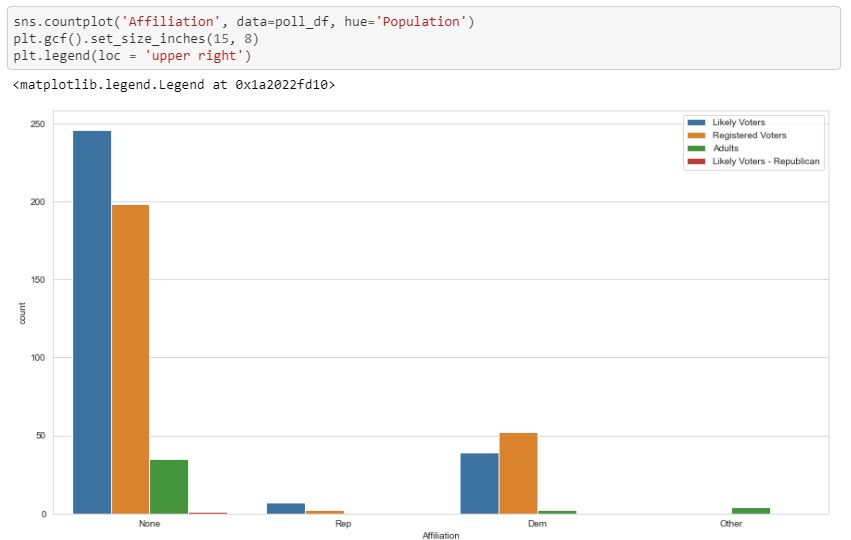 sns.countplot('Affiliation', data=poll_df, hue='Population')
plt.gcf().set_size_inches(15, 8)
plt.legend(loc = 'upper right')
<matplotlib.legend.Legend at 0x1a2022fd10>
Likely Voters
Registered Voters
Adults
Likely Voters - Republican
250
200
150
100
50
0
count
None Rep Dem Other
Affiliation